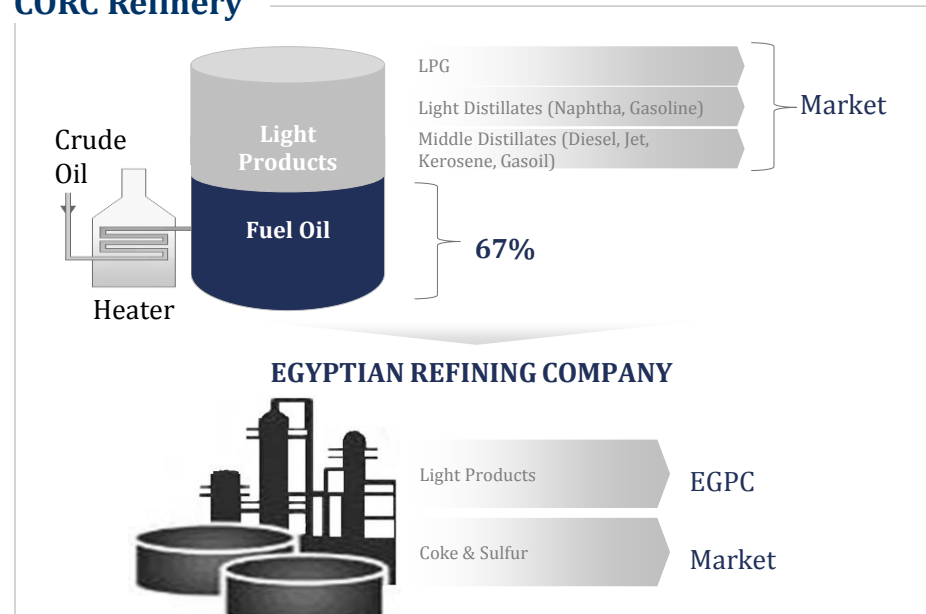 CORC Refinery
LPG
Light Distillates (Naphtha, Gasoline)
Middle Distillates (Diesel, Jet,
Kerosene, Gasoil)
Market
Light
Products
Crude
Oil
Fuel Oil
67%
Heater
EGYPTIAN REFINING COMPANY
Light Products
EGPC
Coke & Sulfur
Market